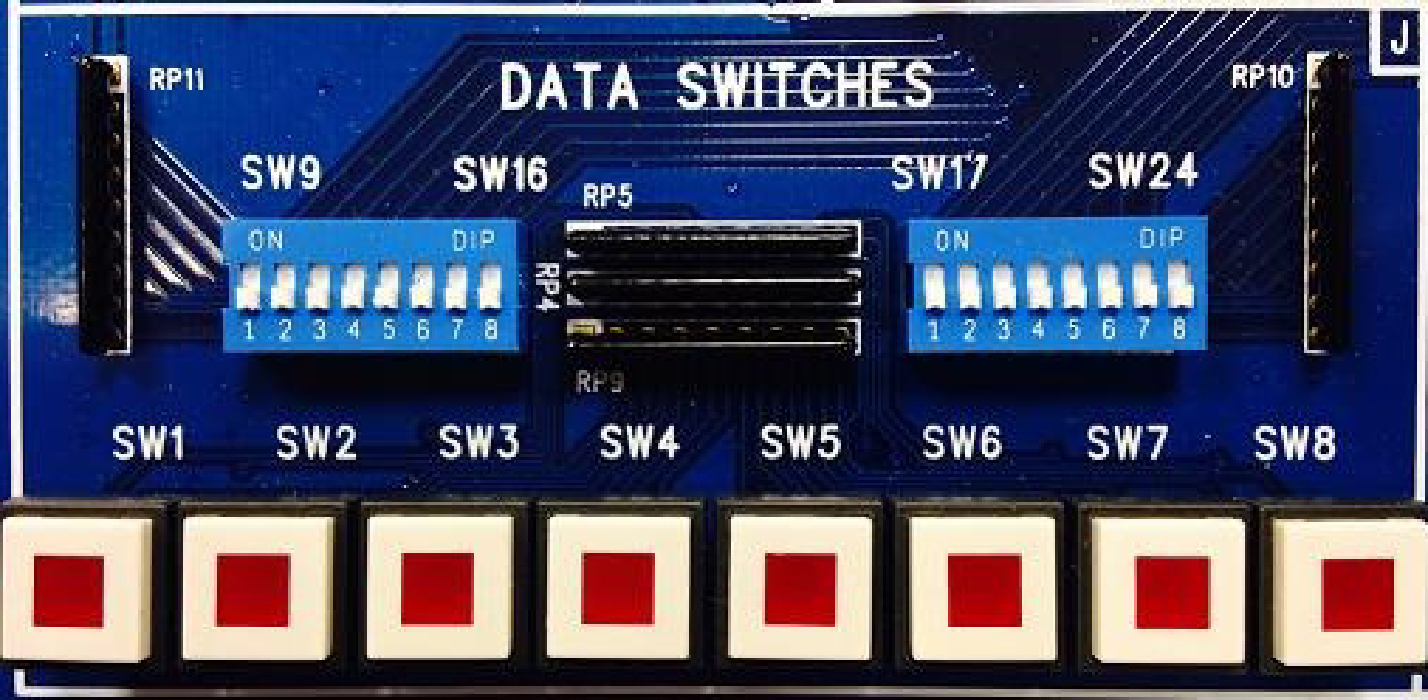 J
RP11
DATA SWITCHES
RP10
SW9 SW16 SW17 SW24
RP5
ON DIP
1 2 3 4 5 6 7 8
RP4
ON DIP
1 2 3 4 5 6 7 8
RP9
SW1 SW2 SW3 SW4 SW5 SW6 SW7 SW8